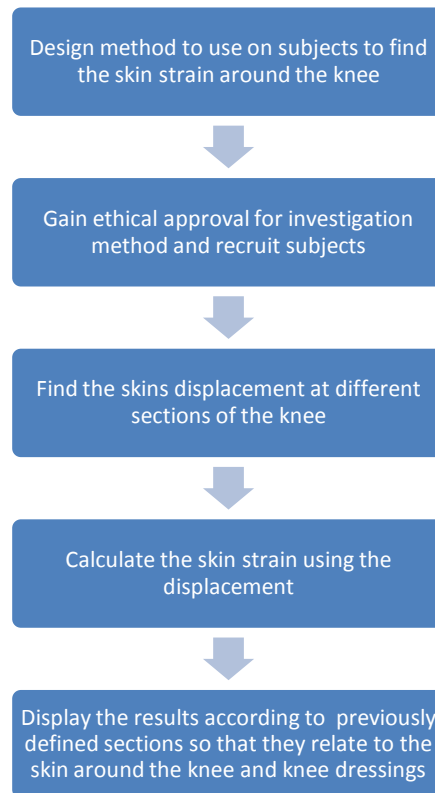 Design method to use on subjects to find
the skin strain around the knee
Gain ethical approval for investigation
method and recruit subjects
Find the skins displacement at different
sections of the knee
Calculate the skin strain using the
displacement
Display the results according to previously
defined sections so that they relate to the
skin around the knee and knee dressings